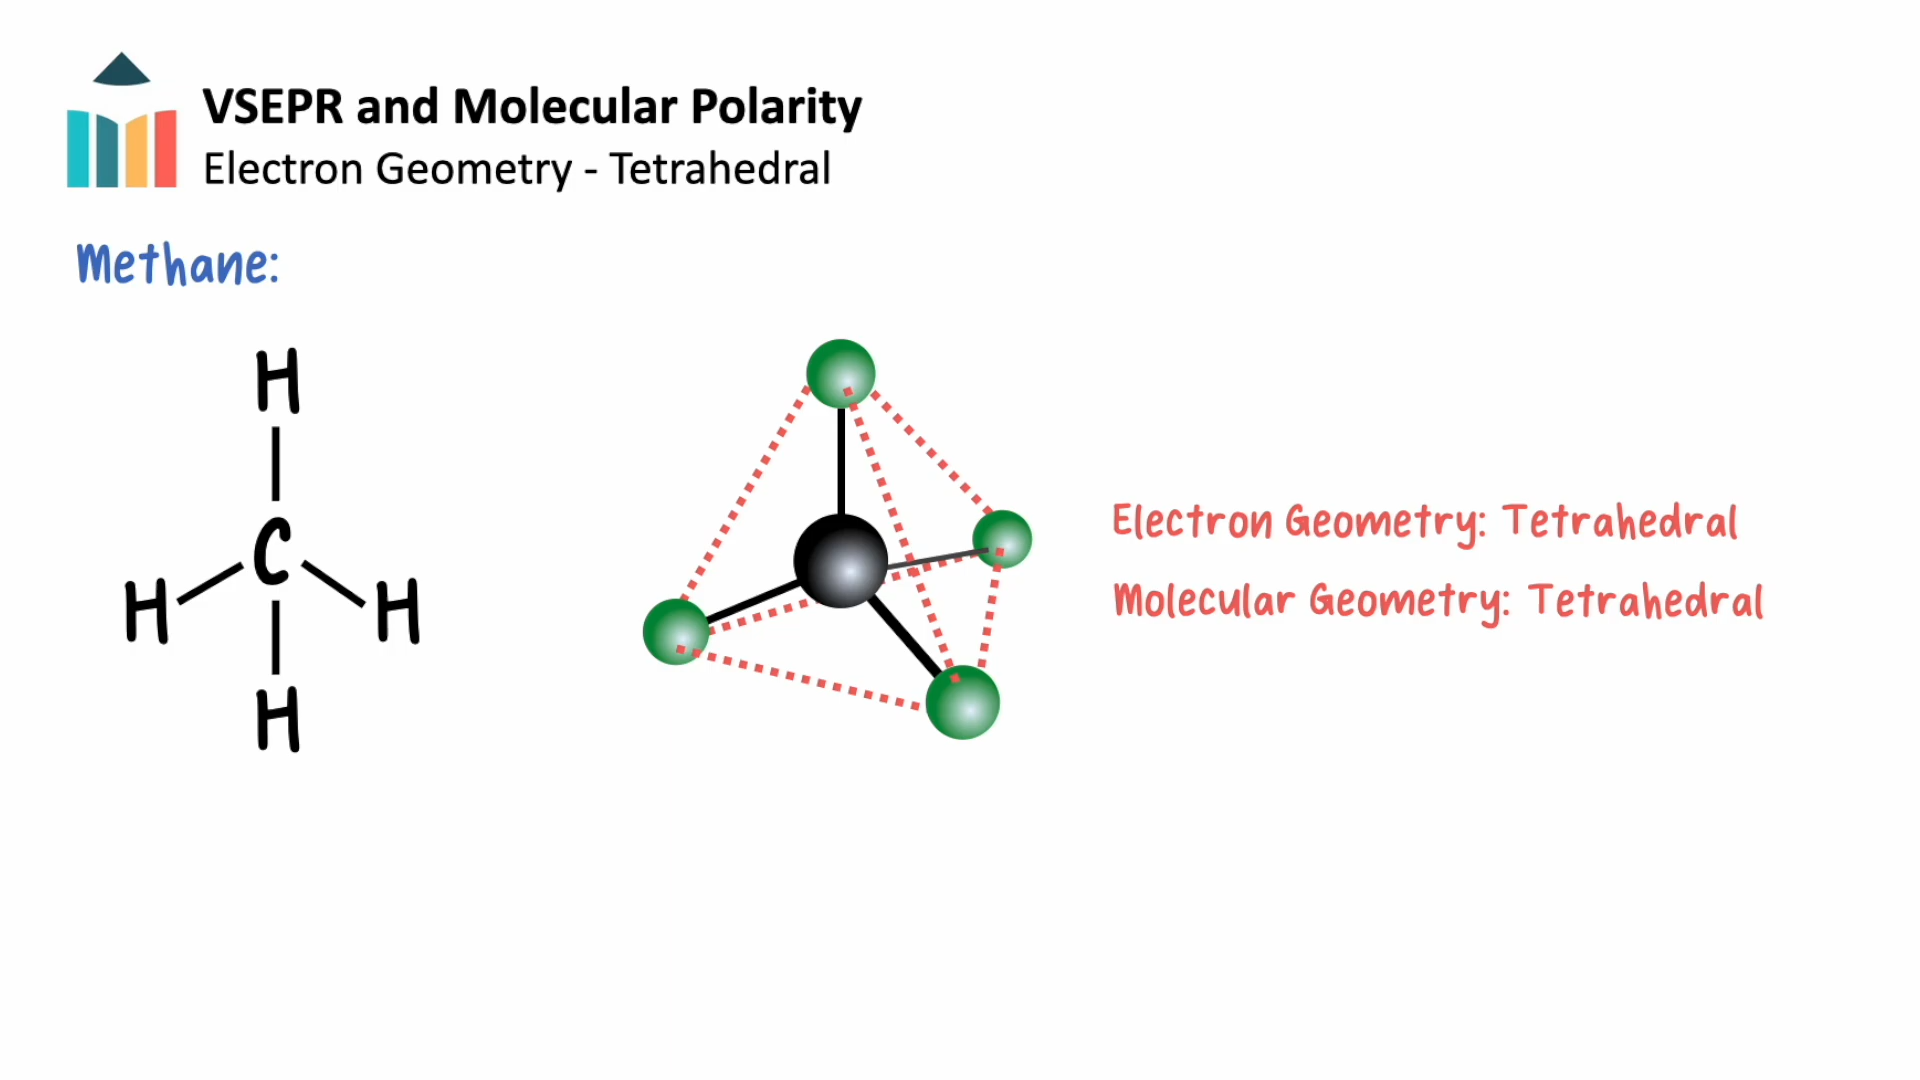 VSEPR and Molecular Polarity
Electron Geometry - Tetrahedral
Methane:
H
C
H H
H
Electron Geometry: Tetrahedral
Molecular Geometry: Tetrahedral